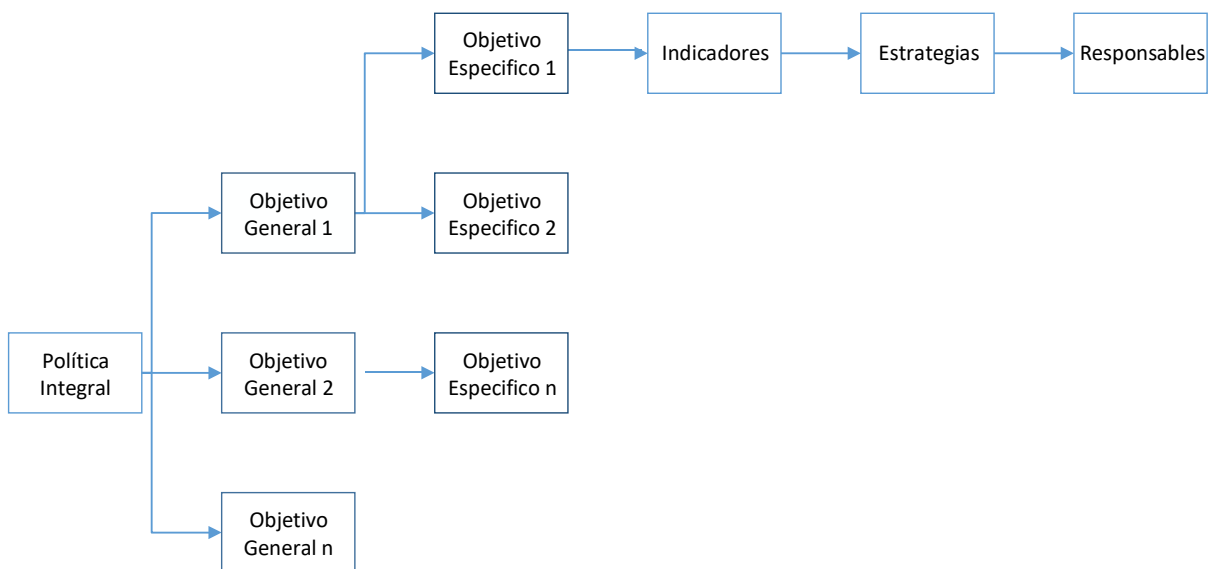 Objetivo
Especifico 1
Indicadores
Estrategias
Responsables
Objetivo
General 1
Objetivo
Especifico 2
Política
Integral
Objetivo
General 2
Objetivo
Especifico n
Objetivo
General n